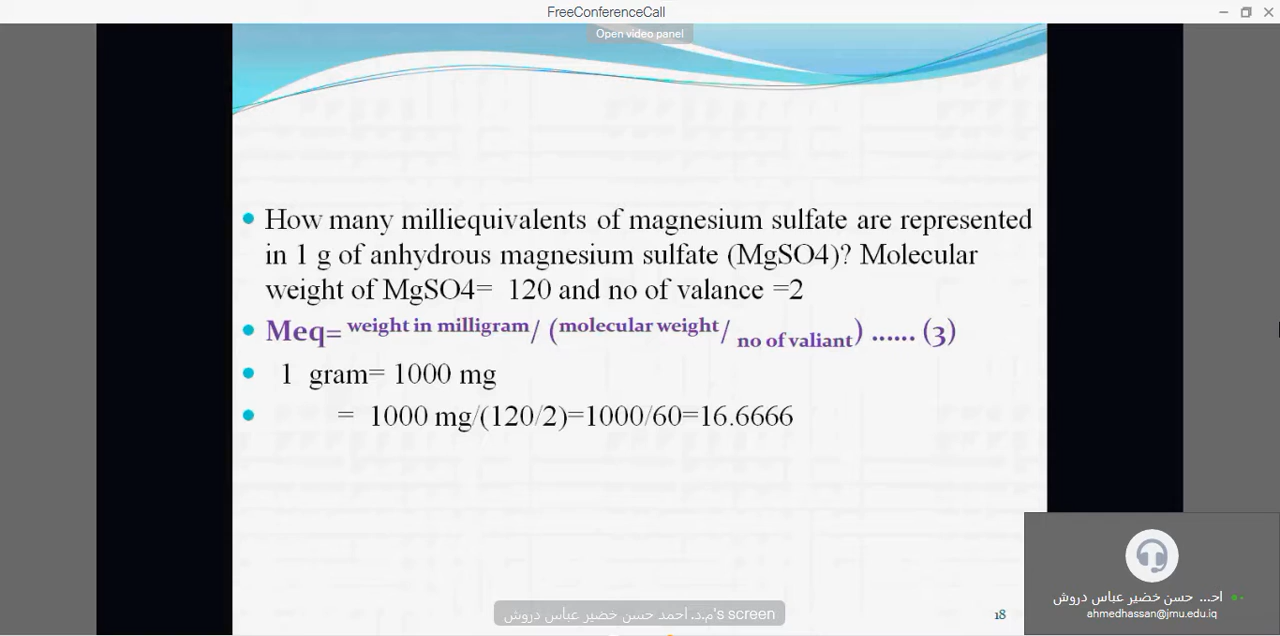 FreeConferenceCall
Open video panel
How many milliequivalents of magnesium sulfate are represented
in 1 g of anhydrous magnesium sulfate (MgSO4)? Molecular
weight of MgSO4= 120 and no of valance =2
Meq= weight in milligram/ (molecular weight/ no of valiant) ...... (3)
1 gram= 1000 mg
= 1000 mg/(120/2)=1000/60=16.6666
احـ... حسن خضير عباس دروش
ahmedhassan@jmu.edu.iq
م.د. احمد حسن خضير عباس دروش's screen
18